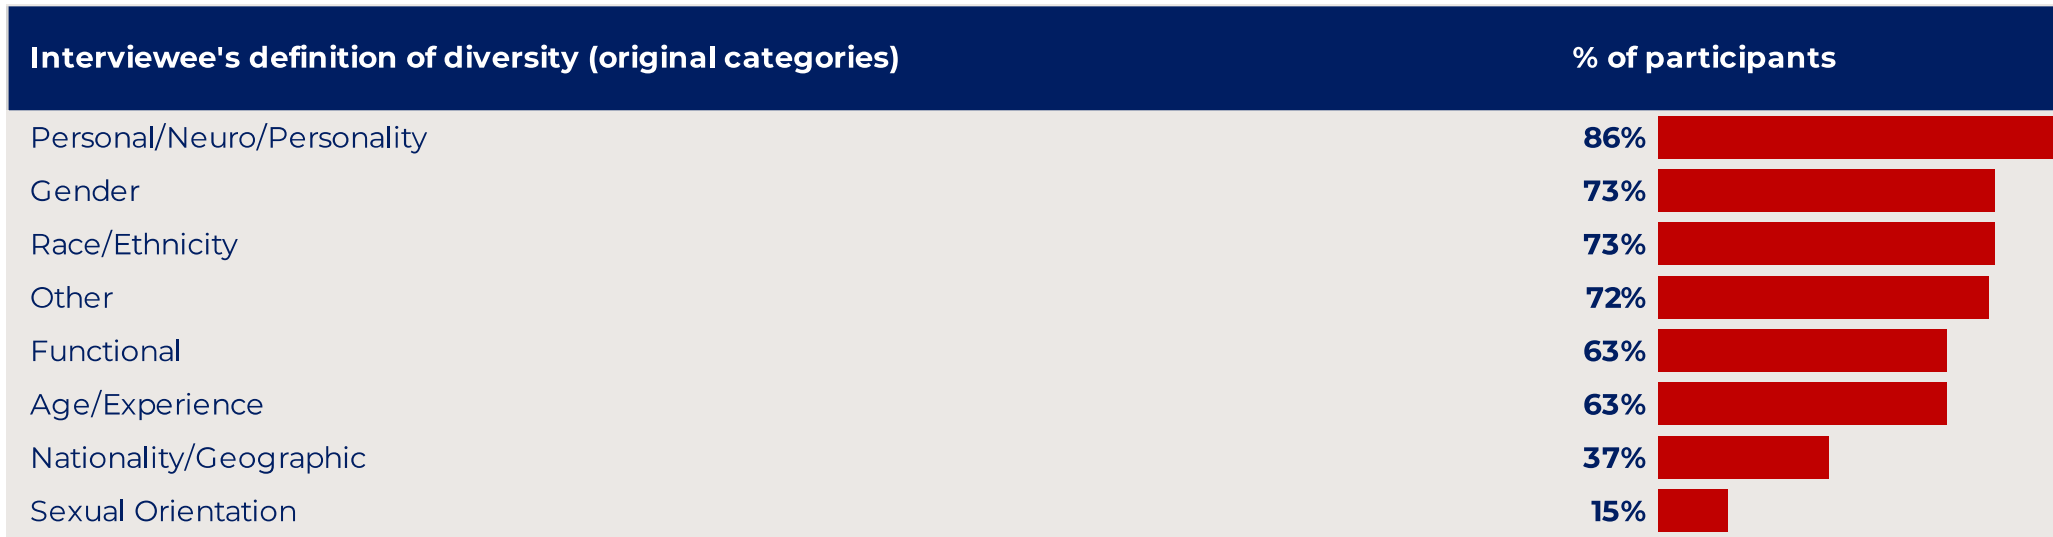 Interviewee's definition of diversity (original categories) % of participants
Personal/Neuro/Personality 86%
Gender 73%
Race/Ethnicity 73%
Other 72%
Functional 63%
Age/Experience 63%
Nationality/Geographic 37%
Sexual Orientation 15%